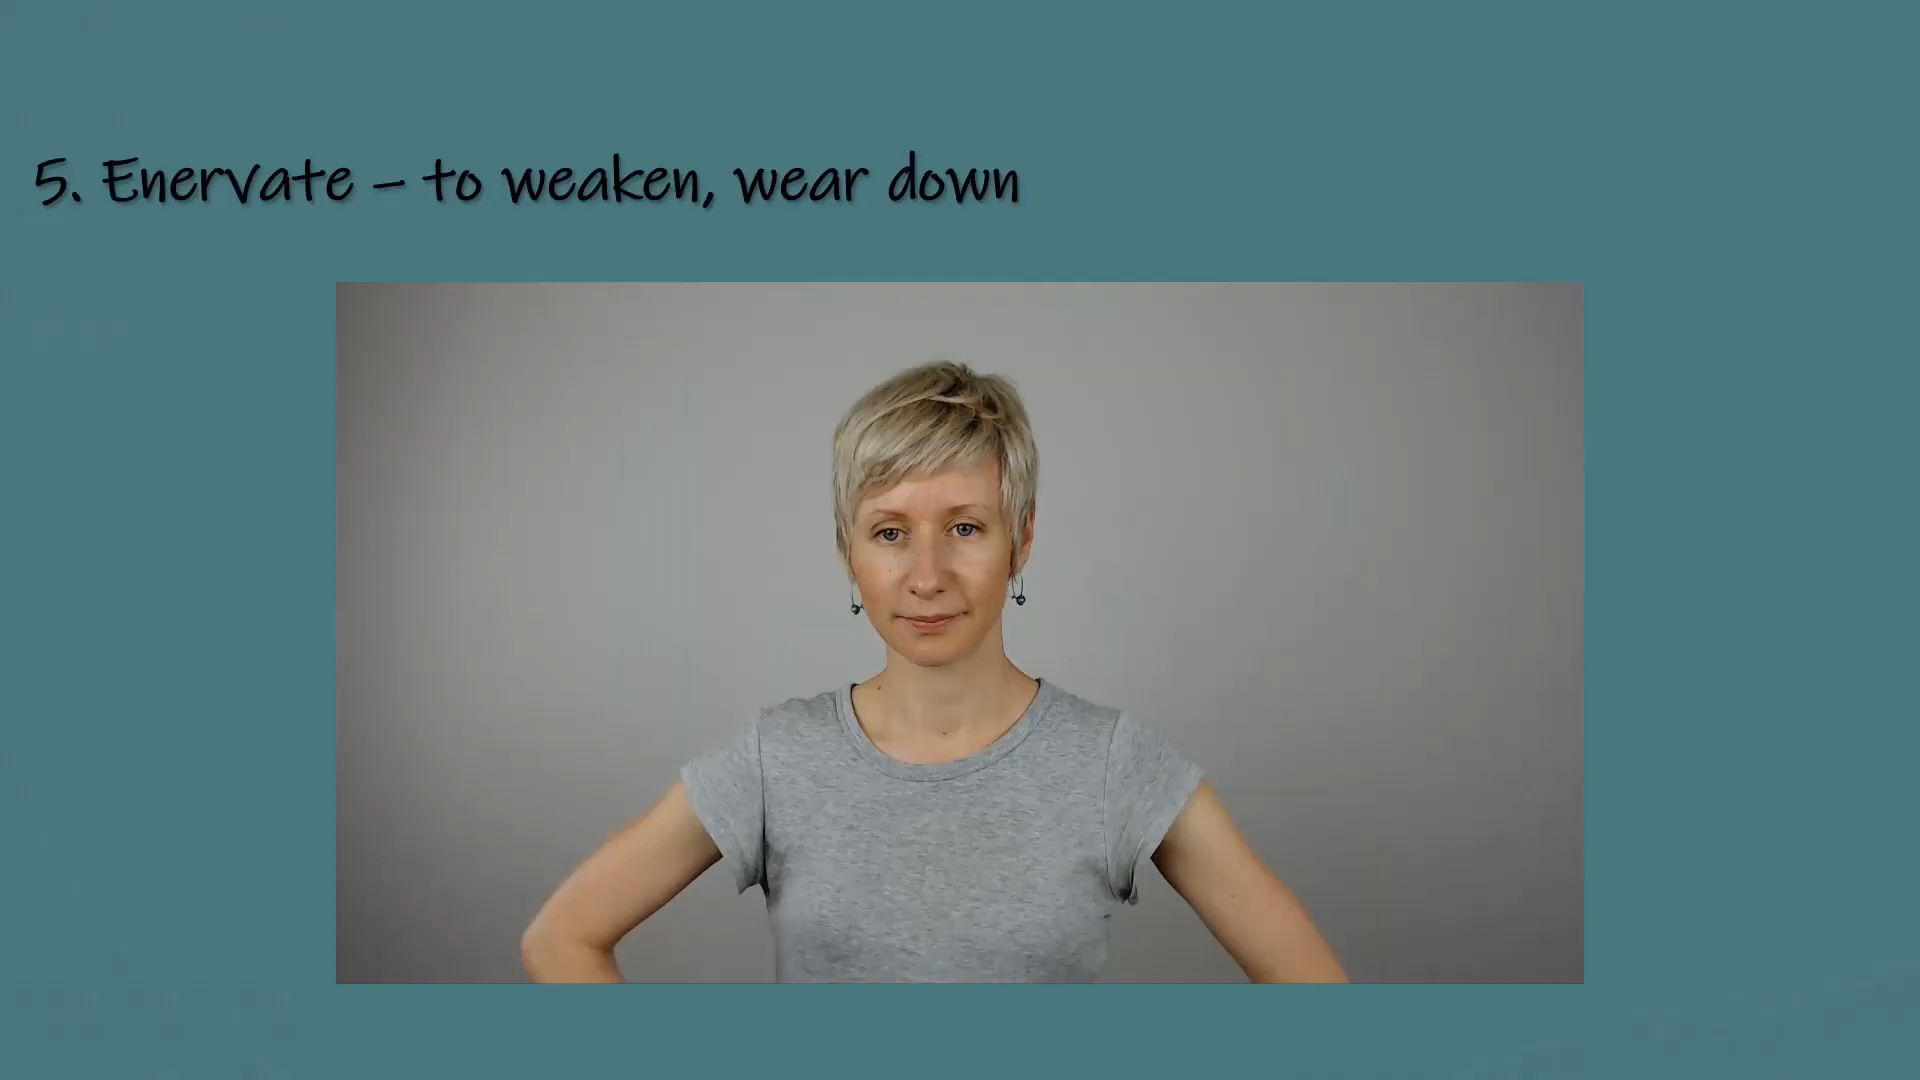 5. Enervate – to weaken, wear down